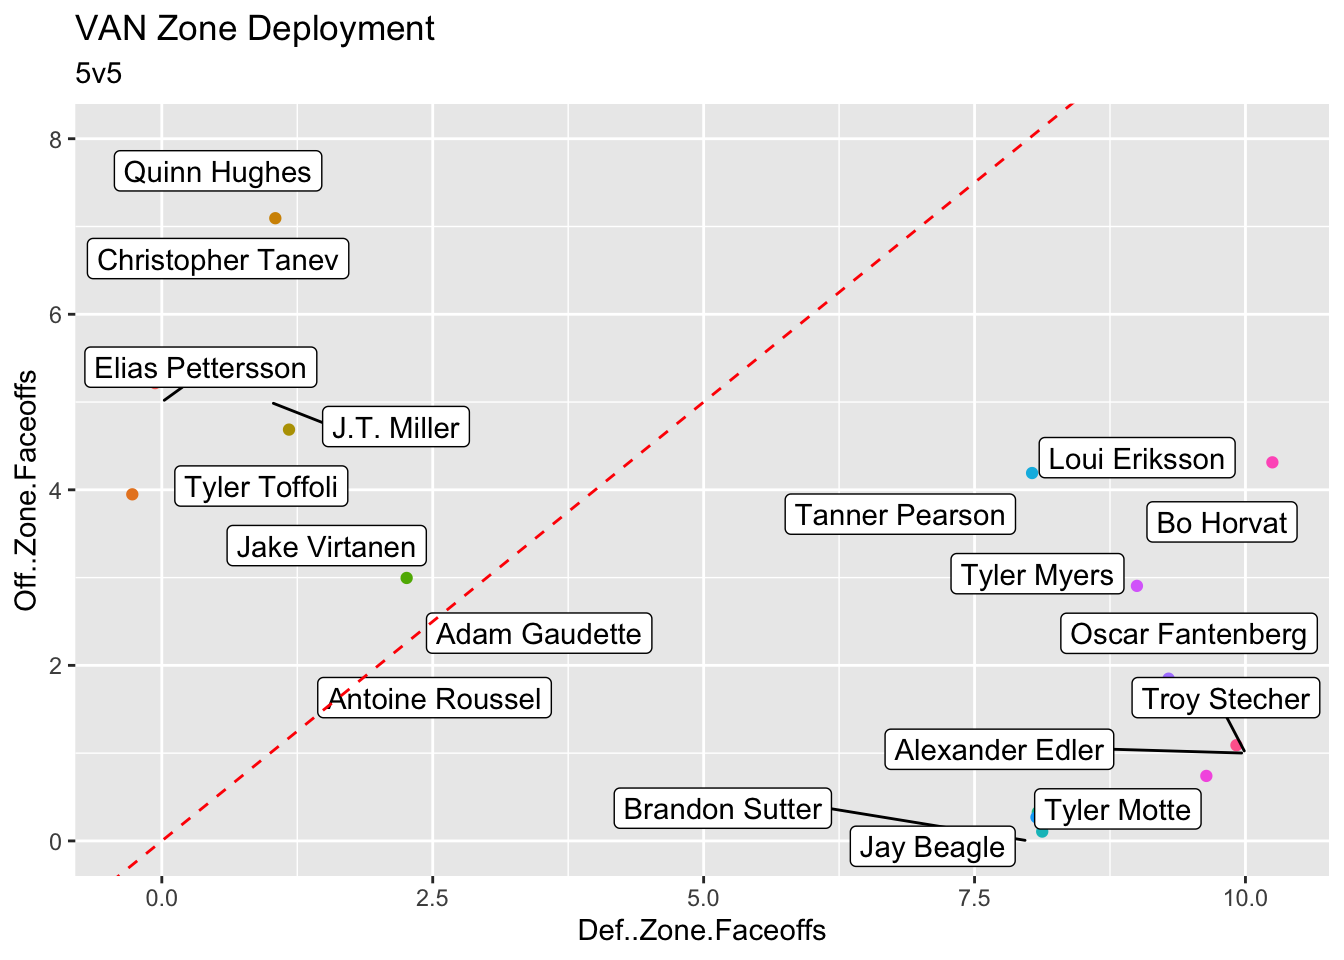 VAN Zone Deployment
5v5
8
Quinn Hughes
Christopher Tanev
6
Elias Pettersson
J.T. Miller
Loui Eriksson
Tyler Toffoli
4
Tanner Pearson
Bo Horvat
Jake Virtanen
Tyler Myers
Adam Gaudette
Oscar Fantenberg
2
Antoine Roussel
Troy Stecher
Alexander Edler
Brandon Sutter
Tyler Motte
0
Jay Beagle
Off..Zone.Faceoffs
0.0 2.5 5.0 7.5 10.0
Def..Zone.Faceoffs